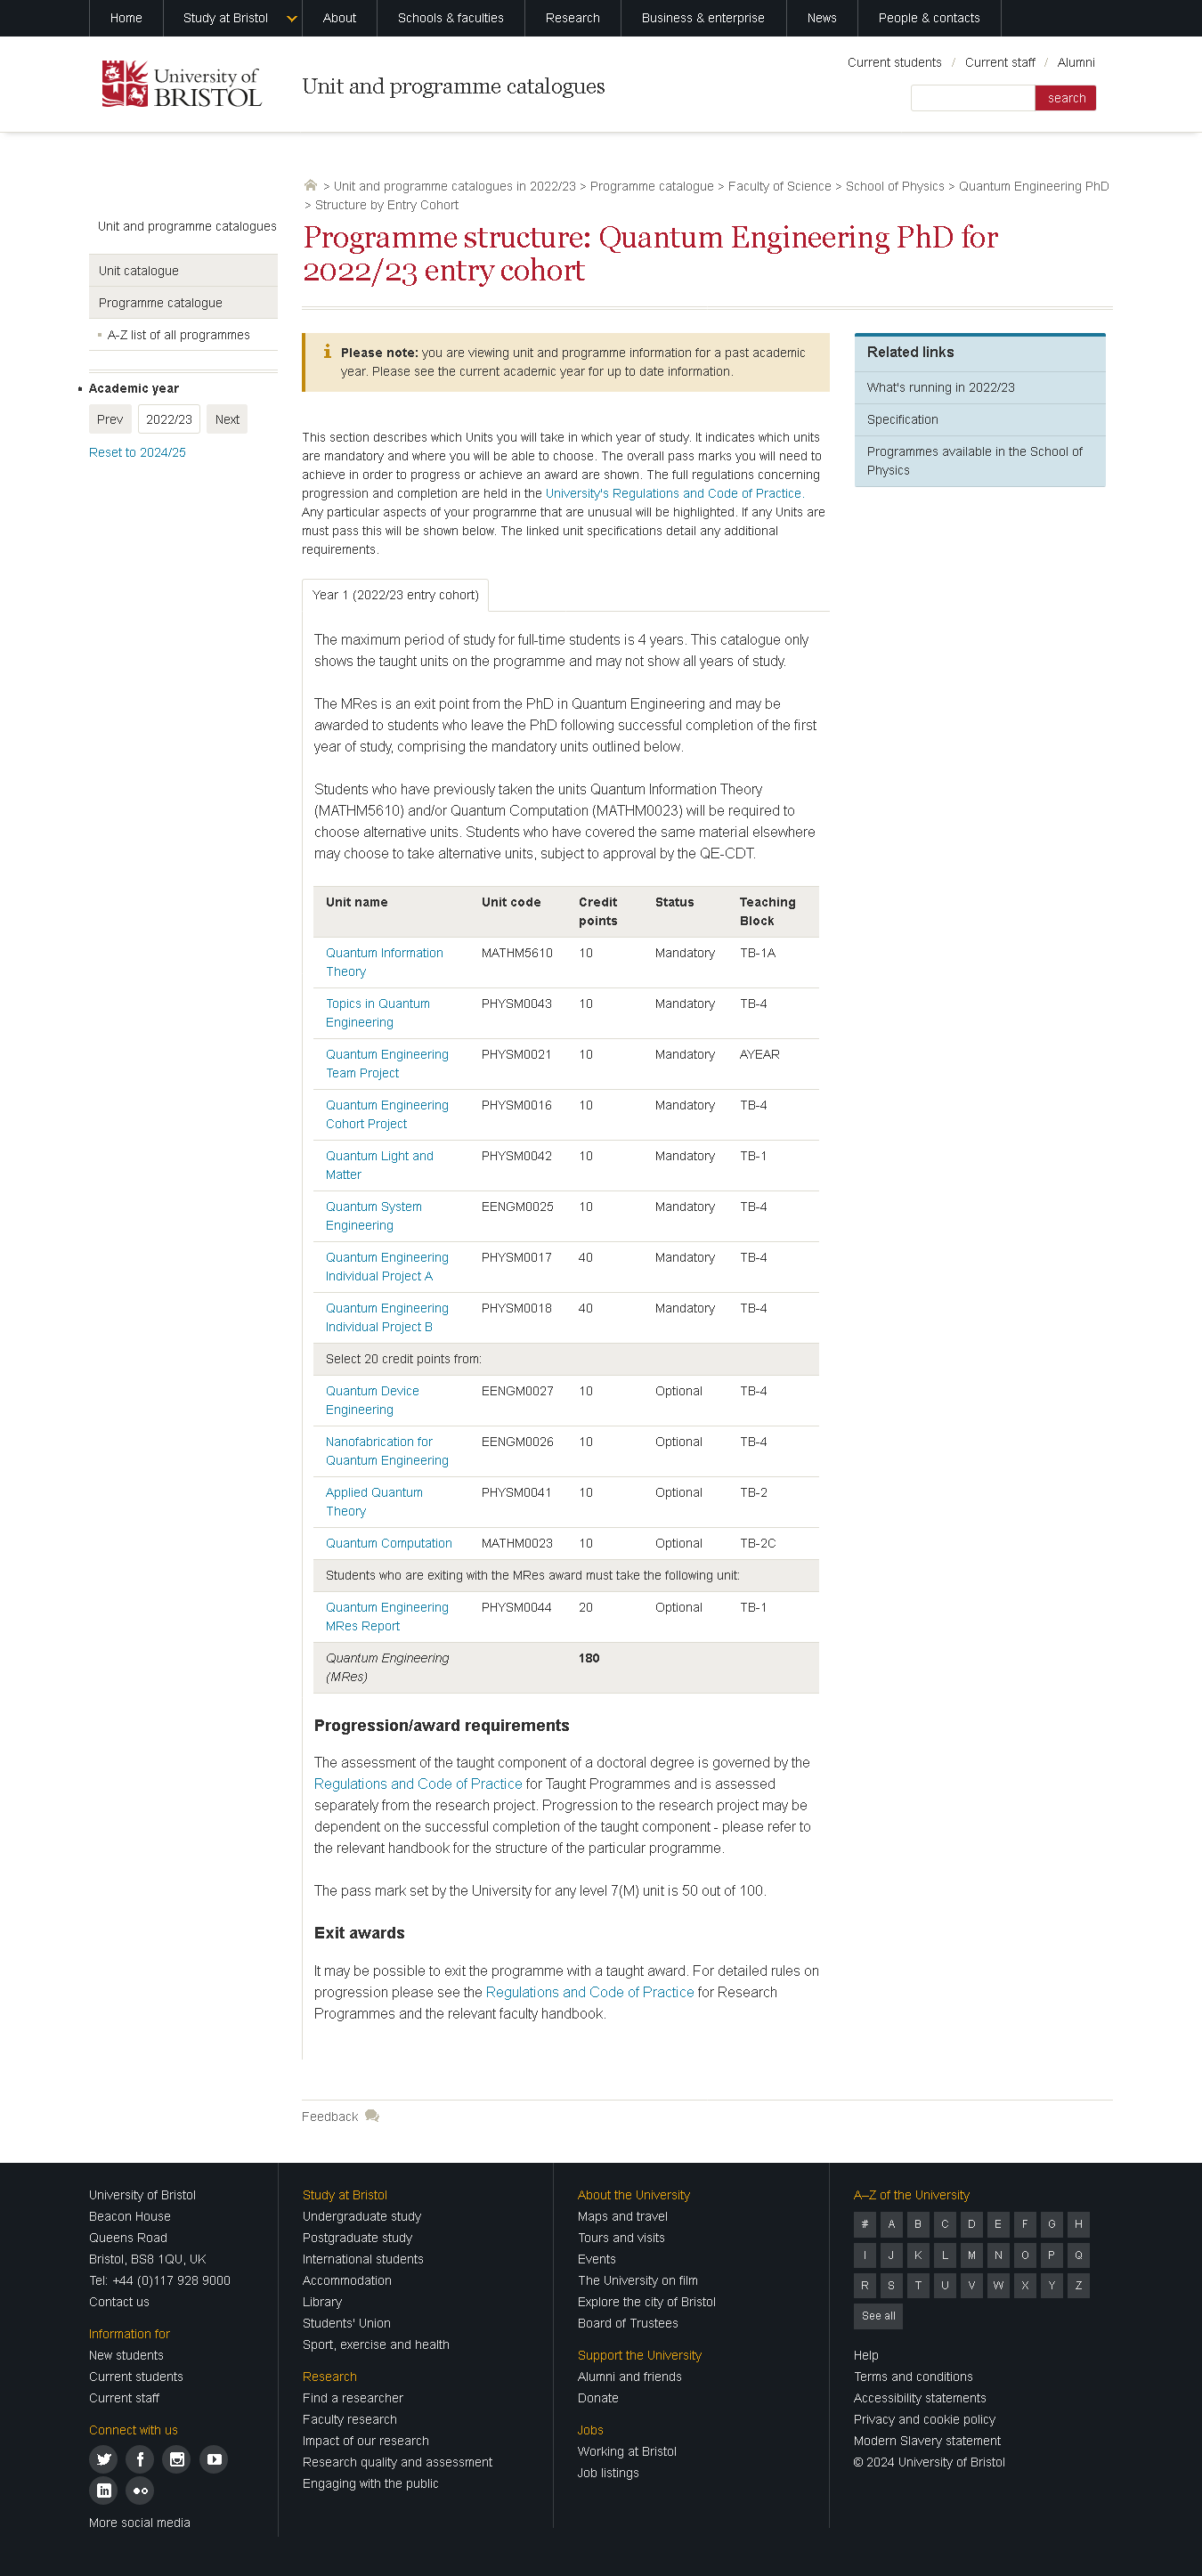 Home
Study at Bristol
About
Schools & faculties
Research
Business & enterprise
News
People & contacts
University of
BRISTOL
Unit and programme catalogues
Current students / Current staff / Alumni
search
> Unit and programme catalogues in 2022/23 > Programme catalogue > Faculty of Science > School of Physics > Quantum Engineering PhD
> Structure by Entry Cohort
Unit and programme catalogues
Unit catalogue
Programme catalogue
A-Z list of all programmes
Academic year
Prev 2022/23 Next
Reset to 2024/25
Programme structure: Quantum Engineering PhD for
2022/23 entry cohort
Please note: you are viewing unit and programme information for a past academic
year. Please see the current academic year for up to date information.
Related links
What's running in 2022/23
Specification
Programmes available in the School of
Physics
This section describes which Units you will take in which year of study. It indicates which units
are mandatory and where you will be able to choose. The overall pass marks you will need to
achieve in order to progress or achieve an award are shown. The full regulations concerning
progression and completion are held in the University's Regulations and Code of Practice.
Any particular aspects of your programme that are unusual will be highlighted. If any Units are
must pass this will be shown below. The linked unit specifications detail any additional
requirements.
Year 1 (2022/23 entry cohort)
The maximum period of study for full-time students is 4 years. This catalogue only
shows the taught units on the programme and may not show all years of study.
The MRes is an exit point from the PhD in Quantum Engineering and may be
awarded to students who leave the PhD following successful completion of the first
year of study, comprising the mandatory units outlined below.
Students who have previously taken the units Quantum Information Theory
(MATHM5610) and/or Quantum Computation (MATHM0023) will be required to
choose alternative units. Students who have covered the same material elsewhere
may choose to take alternative units, subject to approval by the QE-CDT.
Unit name Unit code Credit points Status Teaching Block
Quantum Information Theory MATHM5610 10 Mandatory TB-1A
Topics in Quantum Engineering PHYSM0043 10 Mandatory TB-4
Quantum Engineering Team Project PHYSM0021 10 Mandatory AYEAR
Quantum Engineering Cohort Project PHYSM0016 10 Mandatory TB-4
Quantum Light and Matter PHYSM0042 10 Mandatory TB-1
Quantum System Engineering EENGM0025 10 Mandatory TB-4
Quantum Engineering Individual Project A PHYSM0017 40 Mandatory TB-4
Quantum Engineering Individual Project B PHYSM0018 40 Mandatory TB-4
Select 20 credit points from:
Quantum Device Engineering EENGM0027 10 Optional TB-4
Nanofabrication for Quantum Engineering EENGM0026 10 Optional TB-4
Applied Quantum Theory PHYSM0041 10 Optional TB-2
Quantum Computation MATHM0023 10 Optional TB-2C
Students who are exiting with the MRes award must take the following unit:
Quantum Engineering MRes Report PHYSM0044 20 Optional TB-1
Quantum Engineering (MRes) 180
Progression/award requirements
The assessment of the taught component of a doctoral degree is governed by the
Regulations and Code of Practice for Taught Programmes and is assessed
separately from the research project. Progression to the research project may be
dependent on the successful completion of the taught component - please refer to
the relevant handbook for the structure of the particular programme.
The pass mark set by the University for any level 7(M) unit is 50 out of 100.
Exit awards
It may be possible to exit the programme with a taught award. For detailed rules on
progression please see the Regulations and Code of Practice for Research
Programmes and the relevant faculty handbook.
Feedback
University of Bristol
Beacon House
Queens Road
Bristol, BS8 1QU, UK
Tel: +44 (0)117 928 9000
Contact us
Information for
New students
Current students
Current staff
Connect with us
More social media
Study at Bristol
Undergraduate study
Postgraduate study
International students
Accommodation
Library
Students' Union
Sport, exercise and health
Research
Find a researcher
Faculty research
Impact of our research
Research quality and assessment
Engaging with the public
About the University
Maps and travel
Tours and visits
Events
The University on film
Explore the city of Bristol
Board of Trustees
Support the University
Alumni and friends
Donate
Jobs
Working at Bristol
Job listings
A–Z of the University
# A B C D E F G H
I J K L M N O P Q
R S T U V W X Y Z
See all
Help
Terms and conditions
Accessibility statements
Privacy and cookie policy
Modern Slavery statement
© 2024 University of Bristol